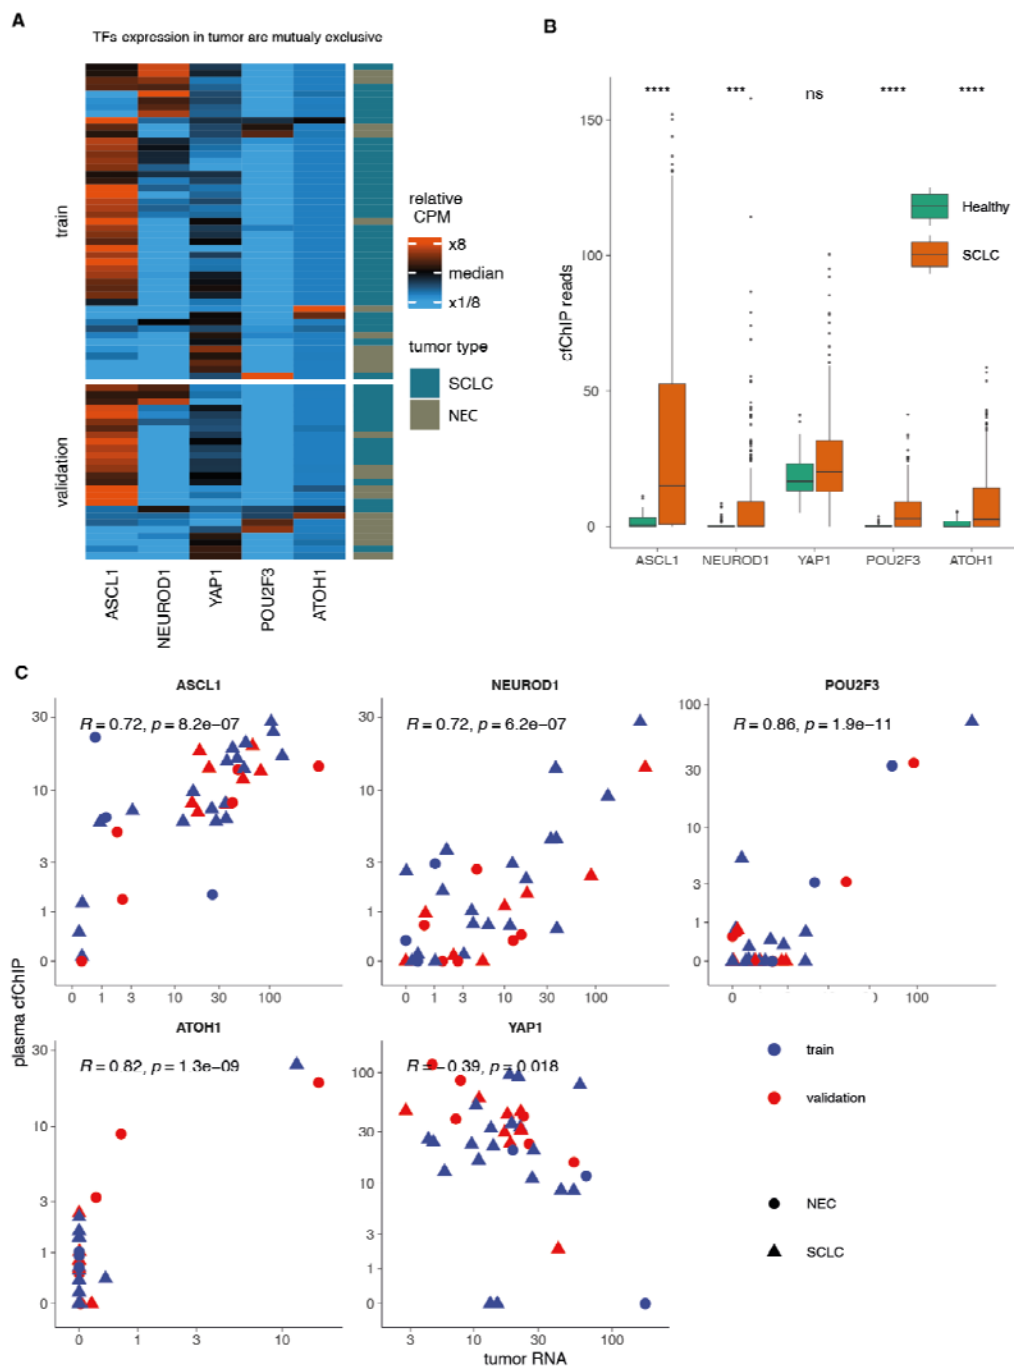 A
TFs expression in tumor are mutualy exclusive
train
validation
ASCL1
NEUROD1
YAP1
POU2F3
ATOH1
relative
CPM
x8
median
x1/8
tumor type
SCLC
NEC
B
cfChIP reads
150
100
50
0
**** *** ns **** ****
Healthy
SCLC
ASCL1 NEUROD1 YAP1 POU2F3 ATOH1
C
plasma cfChIP
ASCL1
R = 0.72, p = 8.2e−07
30
10
3
1
0
0 1 3 10 30 100
NEUROD1
R = 0.72, p = 6.2e−07
30
10
3
1
0
0 1 3 10 30 100
POU2F3
R = 0.86, p = 1.9e−11
100
30
10
3
1
0
0 100
ATOH1
R = 0.82, p = 1.3e−09
30
10
3
1
0
0 1 3 10
YAP1
R = −0.39, p = 0.018
100
30
10
3
1
0
3 10 30 100
tumor RNA
train
validation
NEC
SCLC